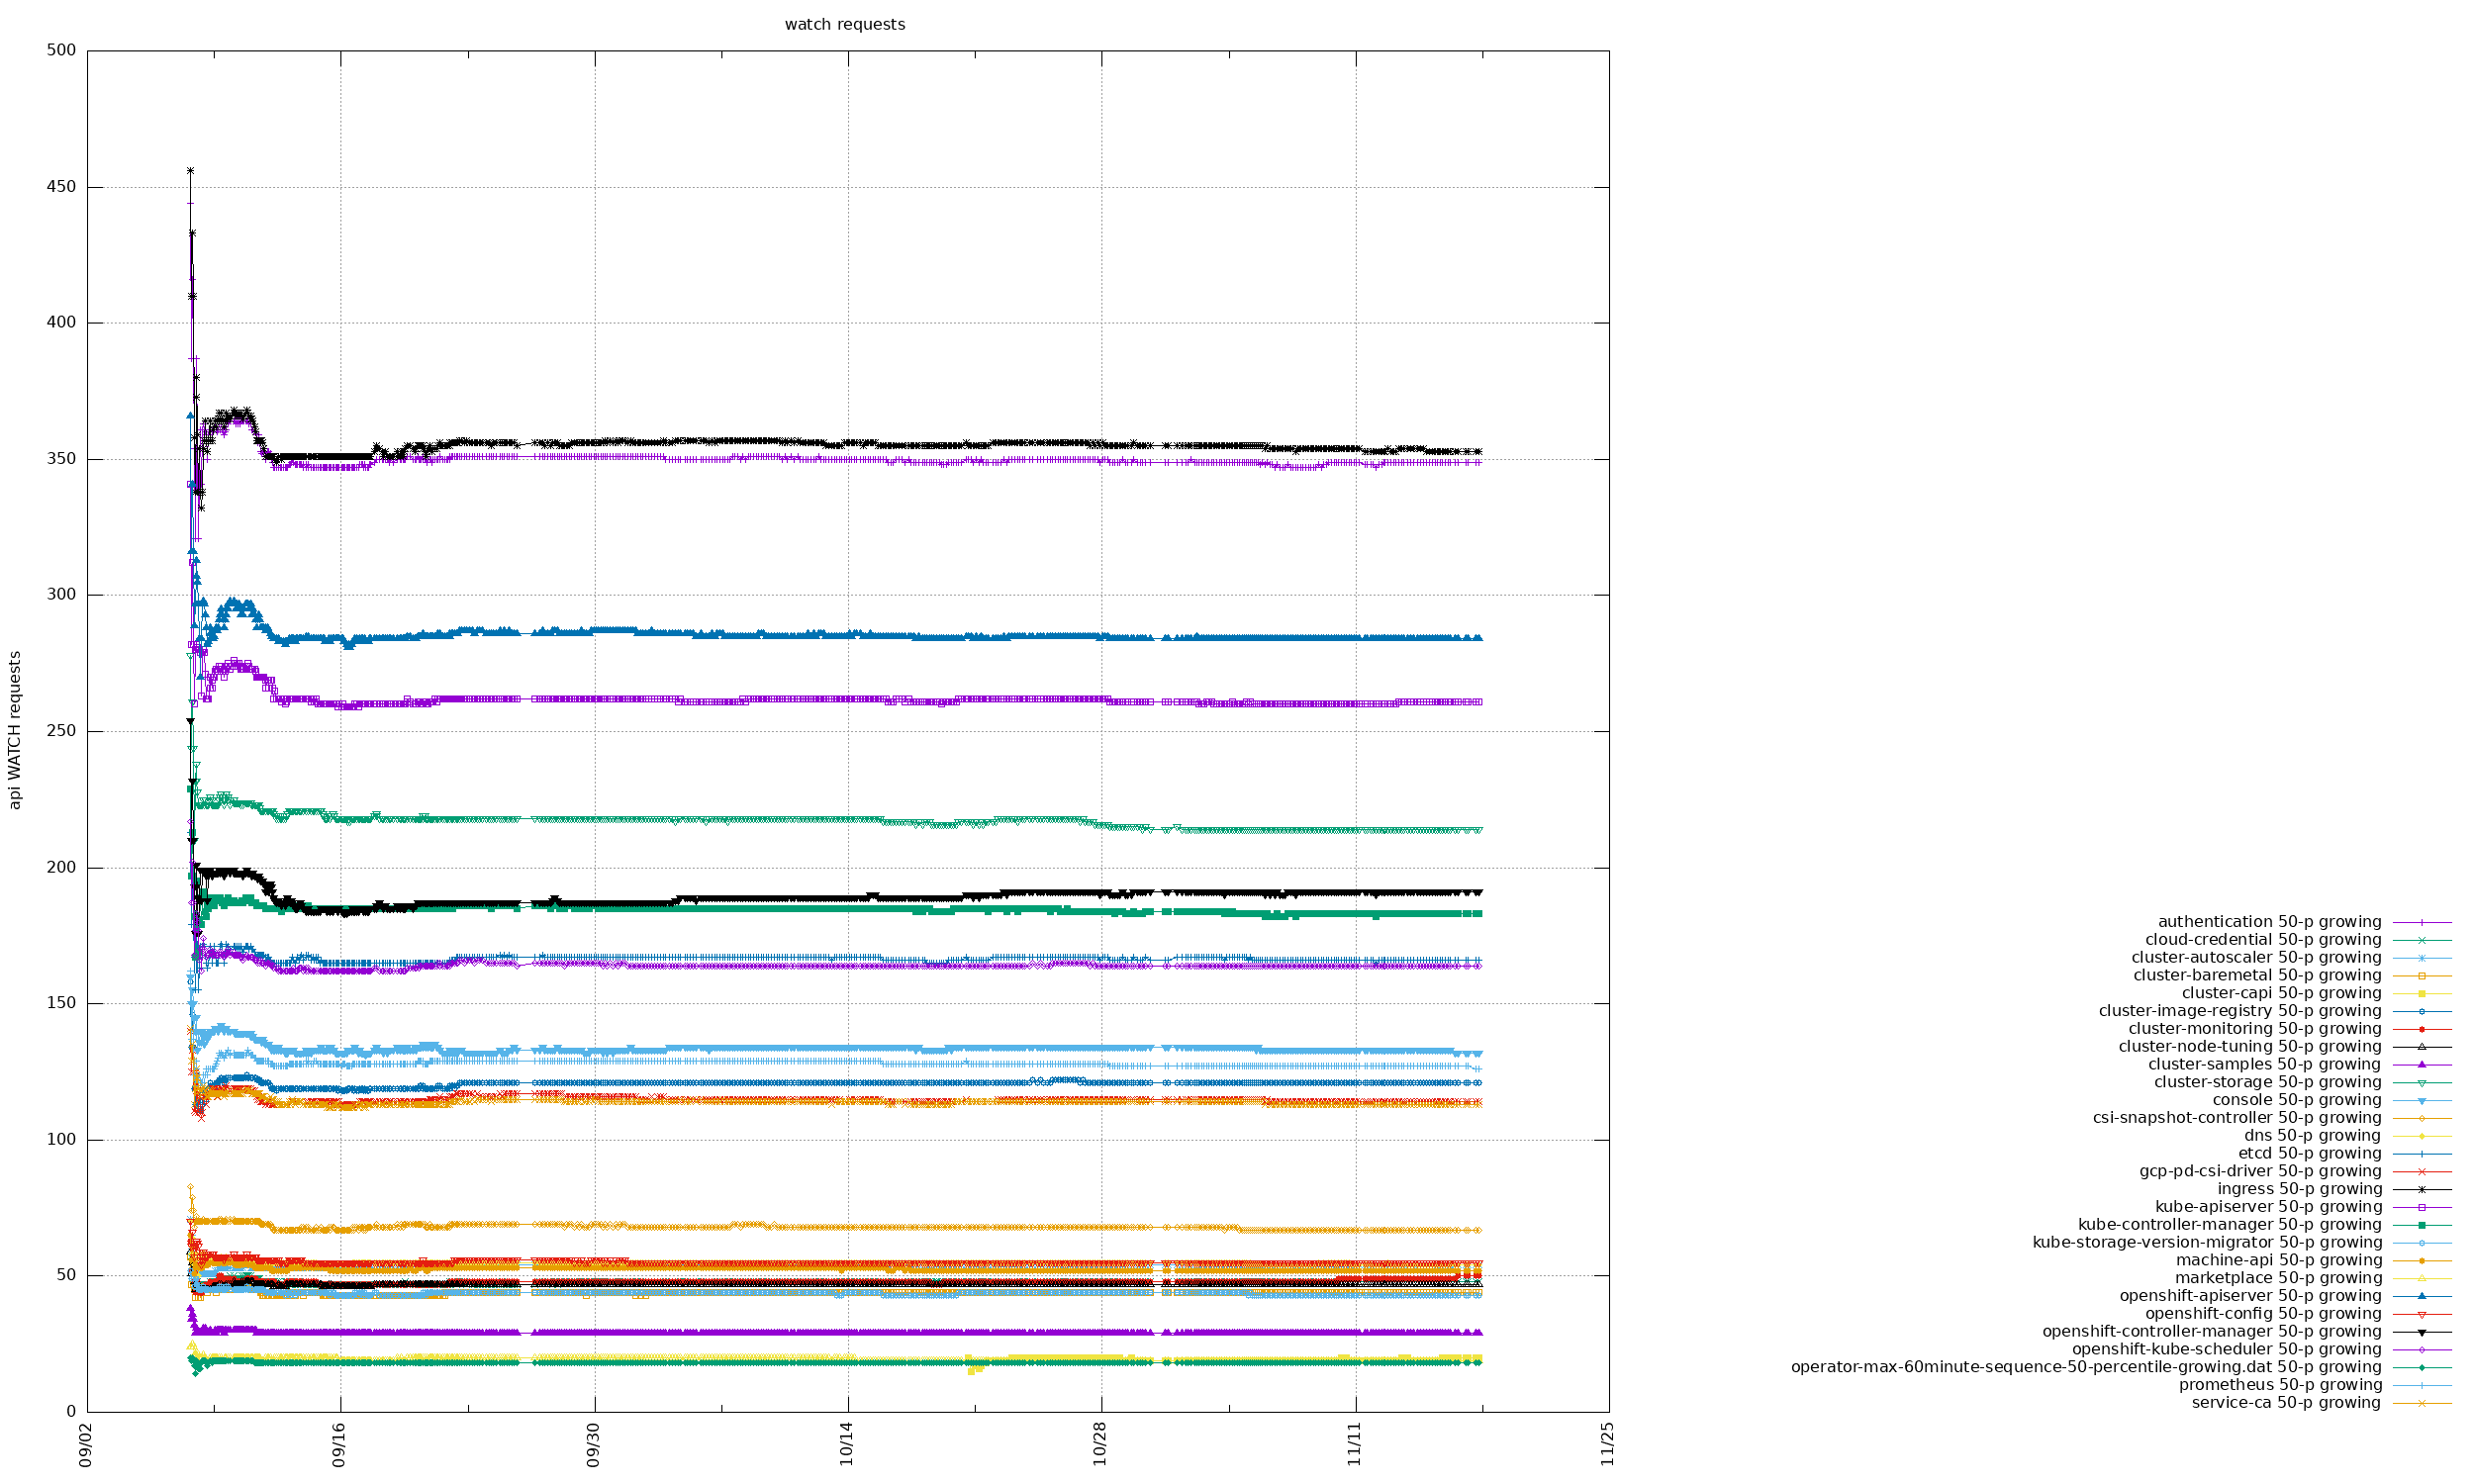 watch requests
500
450
400
350
300
250
200
150
100
50
0
api WATCH requests
09/02
09/16
09/30
10/14
10/28
11/11
11/25
authentication 50-p growing
cloud-credential 50-p growing
cluster-autoscaler 50-p growing
cluster-baremetal 50-p growing
cluster-capi 50-p growing
cluster-image-registry 50-p growing
cluster-monitoring 50-p growing
cluster-node-tuning 50-p growing
cluster-samples 50-p growing
cluster-storage 50-p growing
console 50-p growing
csi-snapshot-controller 50-p growing
dns 50-p growing
etcd 50-p growing
gcp-pd-csi-driver 50-p growing
ingress 50-p growing
kube-apiserver 50-p growing
kube-controller-manager 50-p growing
kube-storage-version-migrator 50-p growing
machine-api 50-p growing
marketplace 50-p growing
openshift-apiserver 50-p growing
openshift-config 50-p growing
openshift-controller-manager 50-p growing
openshift-kube-scheduler 50-p growing
operator-max-60minute-sequence-50-percentile-growing.dat 50-p growing
prometheus 50-p growing
service-ca 50-p growing